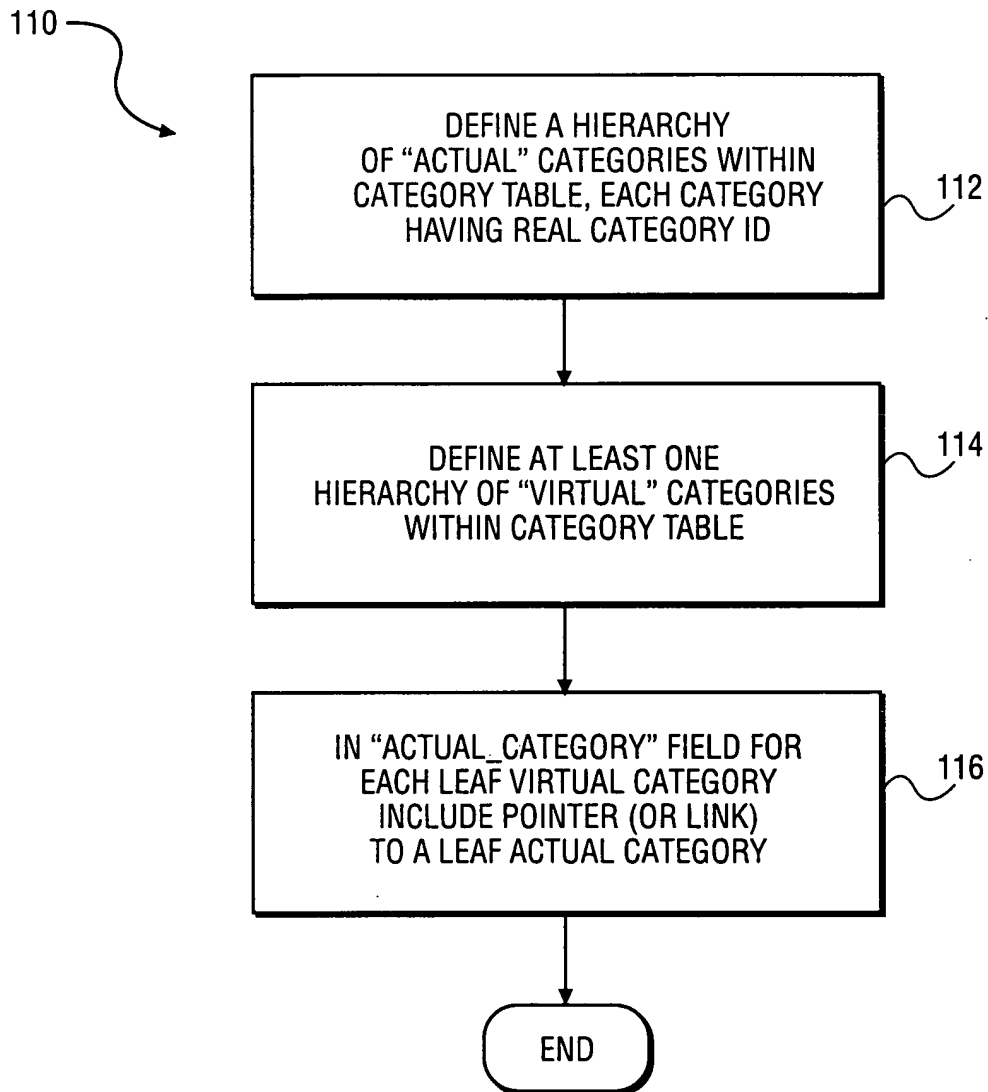 110
DEFINE A HIERARCHY
OF “ACTUAL” CATEGORIES WITHIN
CATEGORY TABLE, EACH CATEGORY
HAVING REAL CATEGORY ID
112
DEFINE AT LEAST ONE
HIERARCHY OF “VIRTUAL” CATEGORIES
WITHIN CATEGORY TABLE
114
IN “ACTUAL_CATEGORY” FIELD FOR
EACH LEAF VIRTUAL CATEGORY
INCLUDE POINTER (OR LINK)
TO A LEAF ACTUAL CATEGORY
116
END